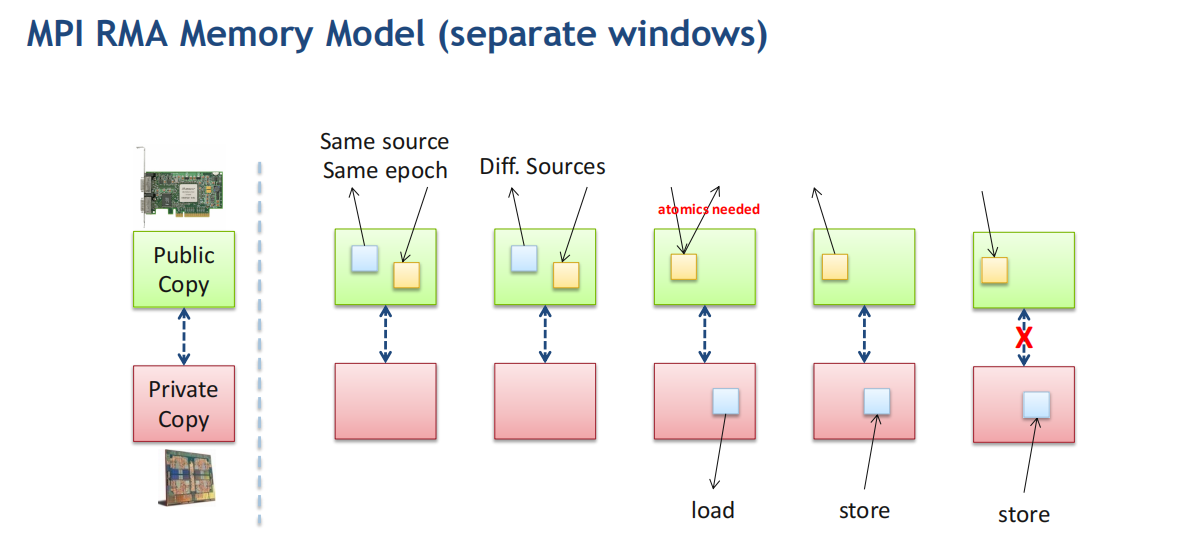 MPI RMA Memory Model (separate windows)
Same source
Same epoch
Diff. Sources
atomics needed
Public
Copy
X
Private
Copy
load
store
store